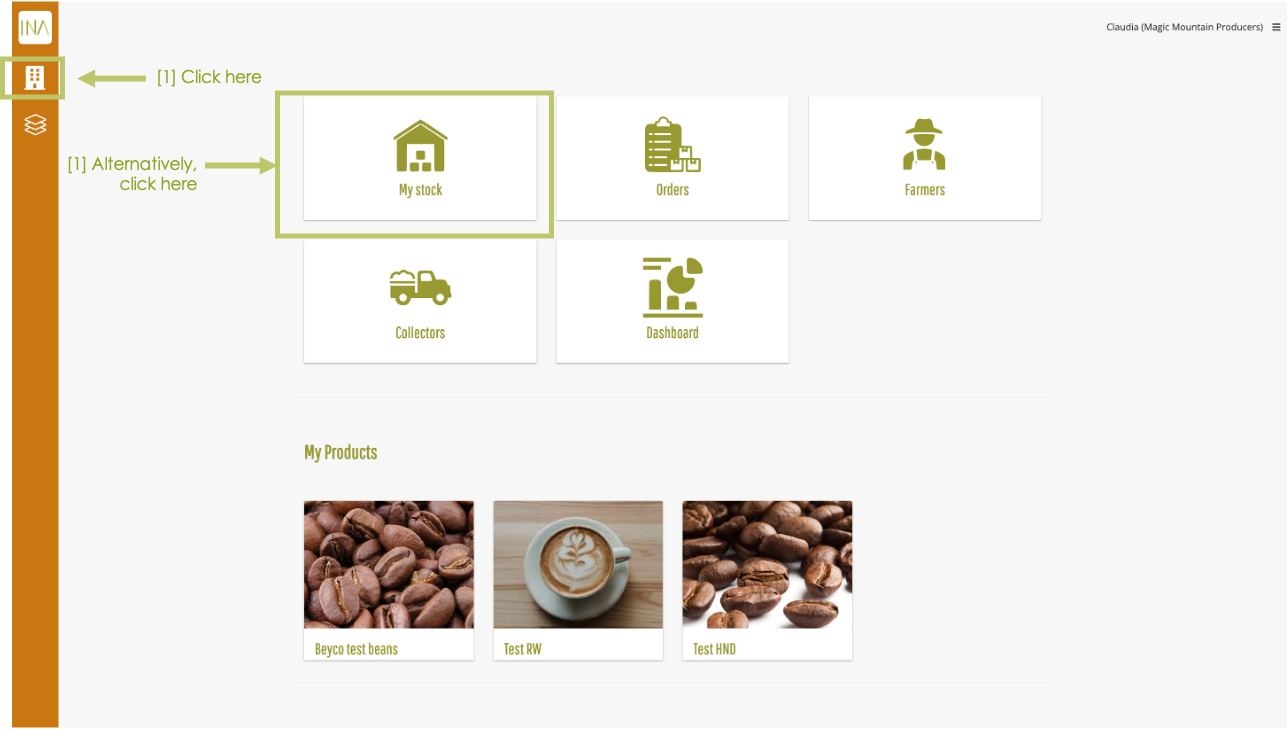 INA
Claudia (Magic Mountain Producers)
[1] Click here
[1] Alternatively,
click here
My stock
Orders
Farmers
Collectors
Dashboard
My Products
Beyco test beans
Test RW
Test HND